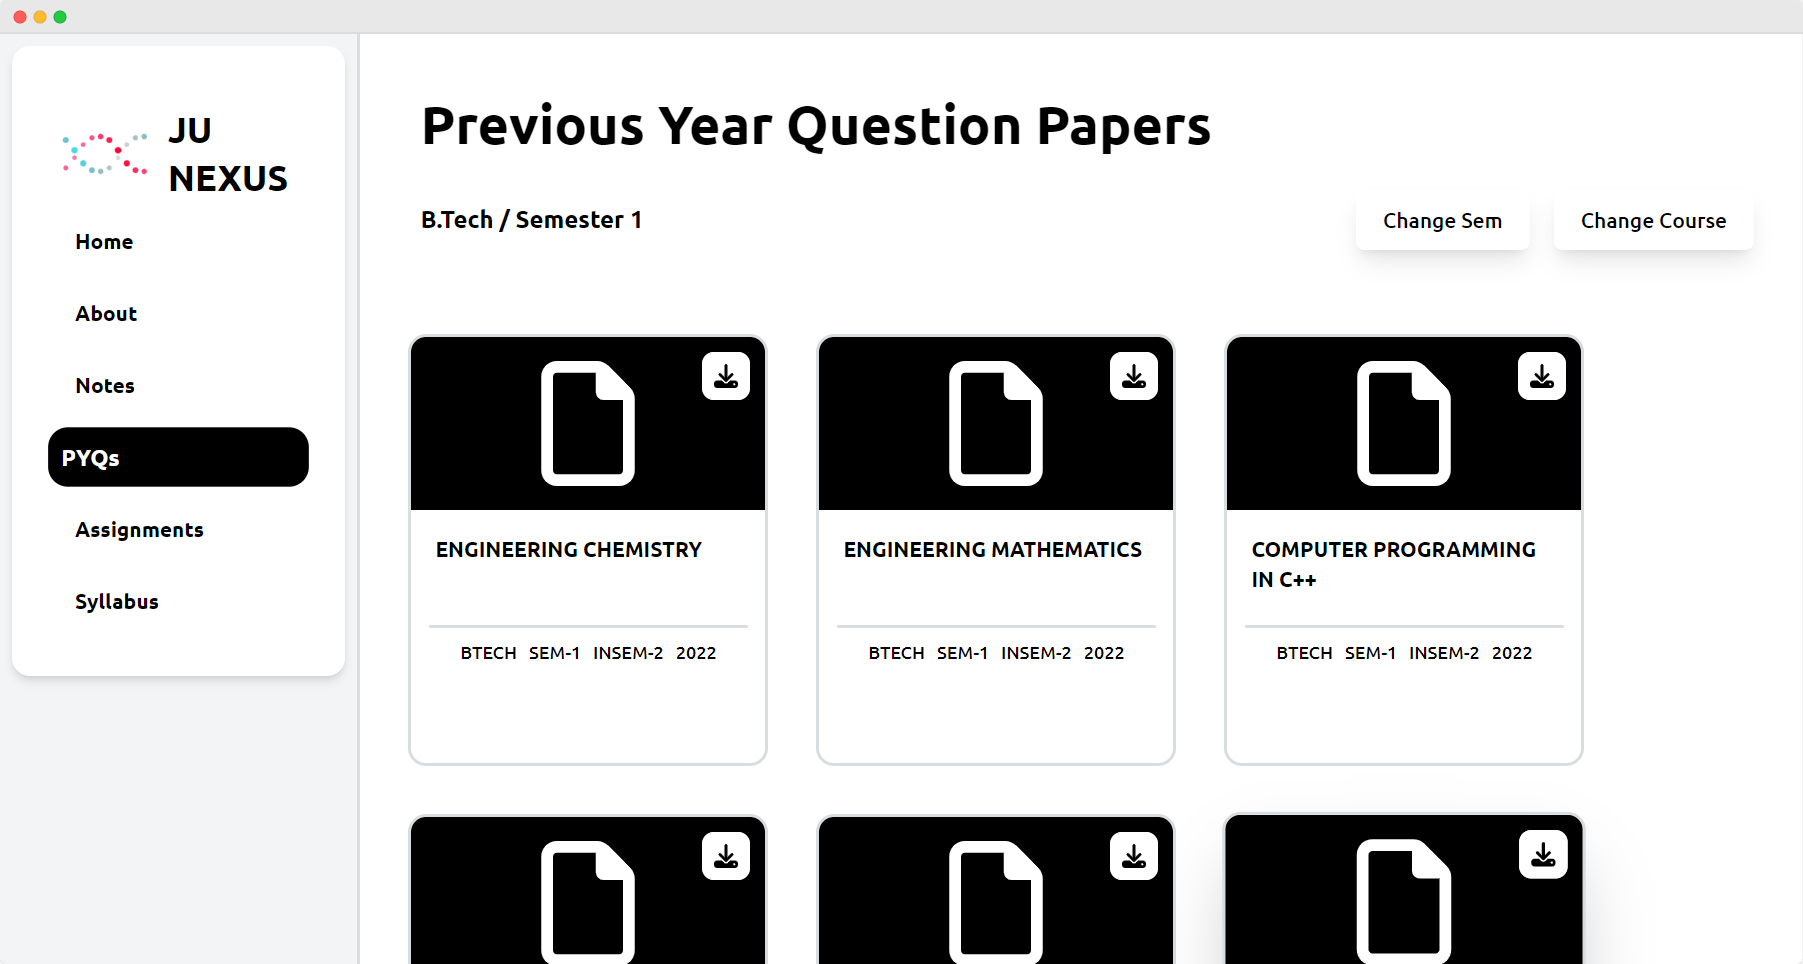 JU
NEXUS
Home
About
Notes
PYQs
Assignments
Syllabus
Previous Year Question Papers
B.Tech / Semester 1
Change Sem
Change Course
ENGINEERING CHEMISTRY
BTECH SEM-1 INSEM-2 2022
ENGINEERING MATHEMATICS
BTECH SEM-1 INSEM-2 2022
COMPUTER PROGRAMMING
IN C++
BTECH SEM-1 INSEM-2 2022